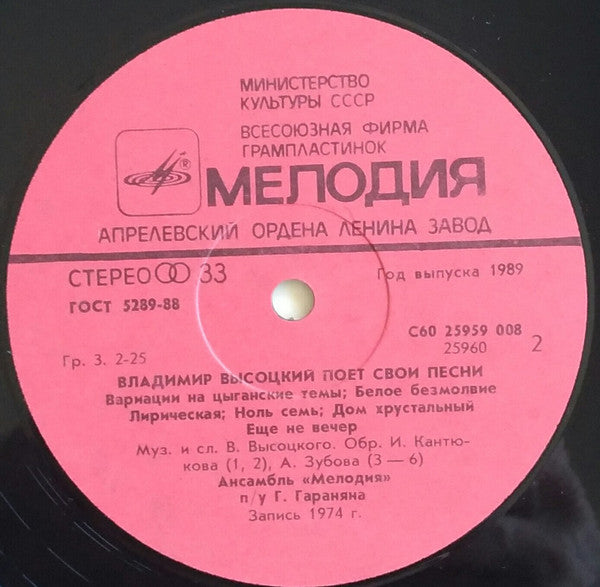 МИНИСТЕРСТВО
КУЛЬТУРЫ СССР
ВСЕСОЮЗНАЯ ФИРМА
ГРАМПЛАСТИНОК
®
МЕЛОДИЯ
АПРЕЛЕВСКИЙ ОРДЕНА ЛЕНИНА ЗАВОД
СТЕРЕО 33
Год выпуска 1989
ГОСТ 5289-88
С60 25959 008
25960
2
Гр. 3. 2-25
ВЛАДИМИР ВЫСОЦКИЙ ПОЕТ СВОИ ПЕСНИ
Вариации на цыганские темы; Белое безмолвие
Лирическая; Ноль семь; Дом хрустальный
Еще не вечер
Муз. и сл. В. Высоцкого. Обр. И. Кантю-
кова (1, 2), А. Зубова (3 — 6)
Ансамбль «Мелодия»
п/у Г. Гараняна
Запись 1974 г.